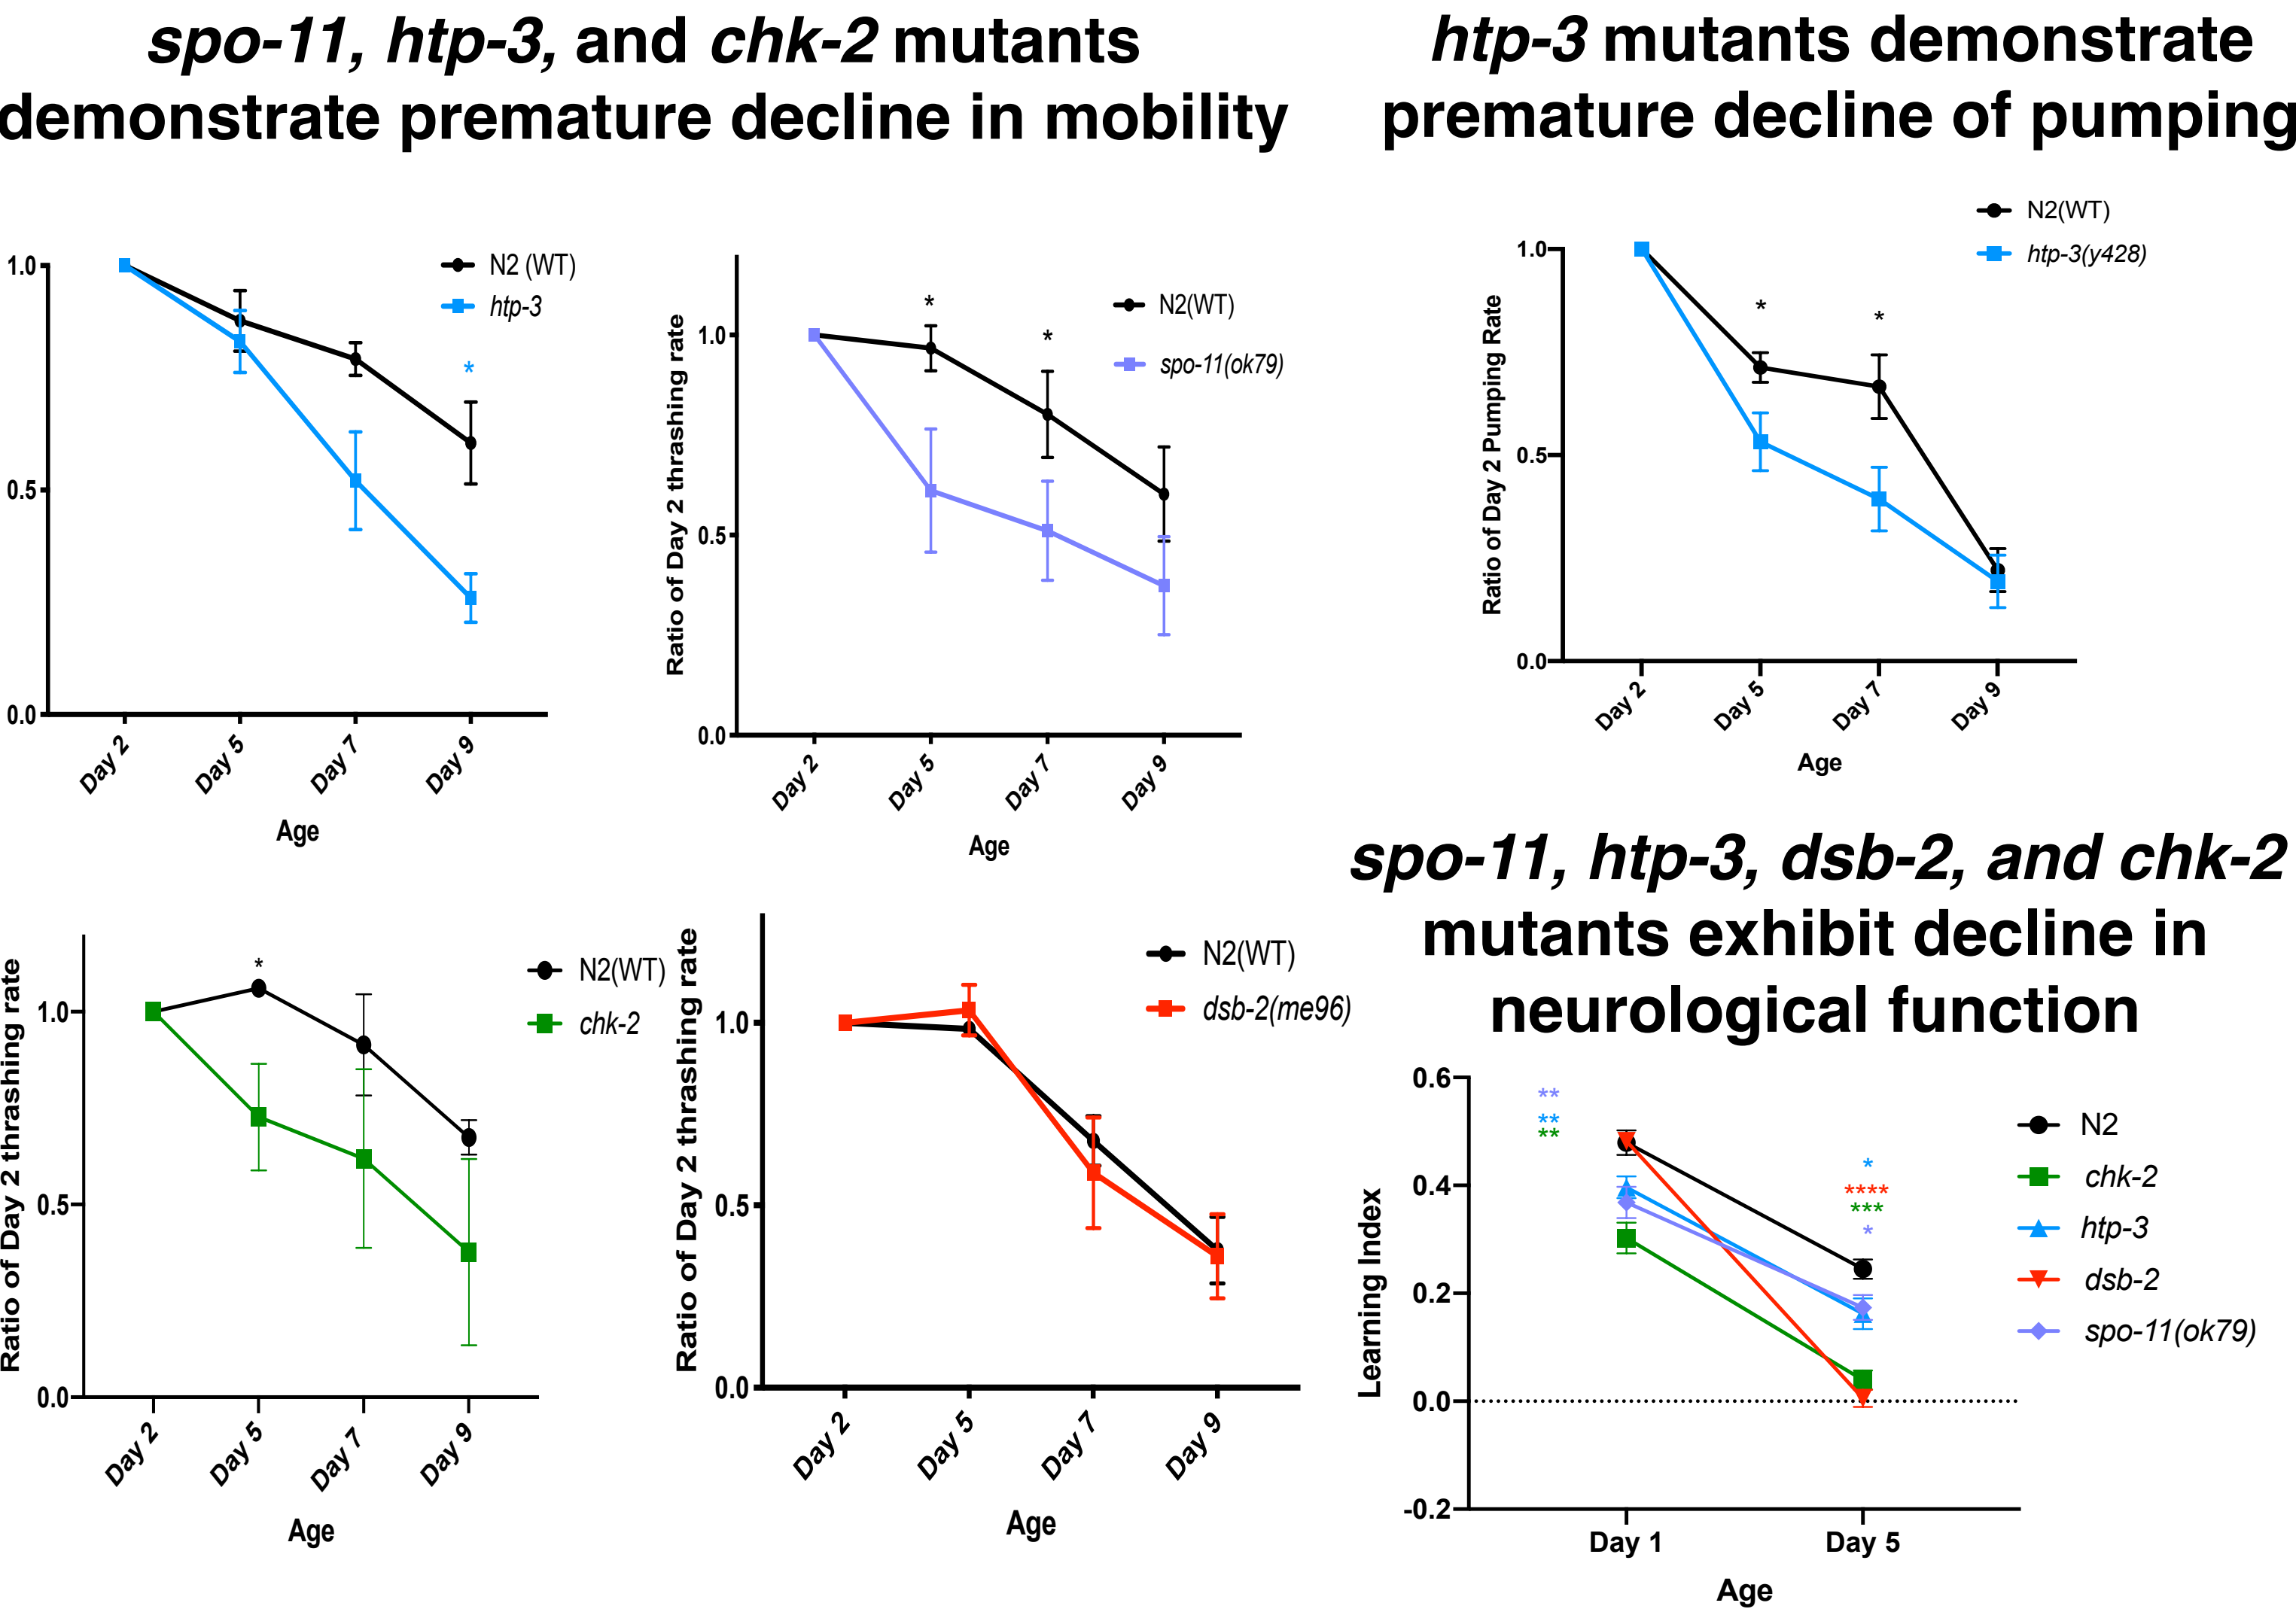 spo-11, htp-3, and chk-2 mutants
demonstrate premature decline in mobility
1.0
0.5
0.0
N2 (WT)
htp-3
*
Day 2
Day 5
Day 7
Day 9
Age
Ratio of Day 2 thrashing rate
1.0
0.5
0.0
*
*
N2(WT)
spo-11(ok79)
Day 2
Day 5
Day 7
Day 9
Age
Ratio of Day 2 thrashing rate
1.0
0.5
0.0
*
N2(WT)
chk-2
Day 2
Day 5
Day 7
Day 9
Age
Ratio of Day 2 thrashing rate
1.0
0.5
0.0
N2(WT)
dsb-2(me96)
Day 2
Day 5
Day 7
Day 9
Age
htp-3 mutants demonstrate
premature decline of pumping
N2(WT)
htp-3(y428)
Ratio of Day 2 Pumping Rate
1.0
0.5
0.0
*
*
Day 2
Day 5
Day 7
Day 9
Age
spo-11, htp-3, dsb-2, and chk-2
mutants exhibit decline in
neurological function
Learning Index
0.6
0.4
0.2
0.0
-0.2
**
**
**
*
****
***
*
N2
chk-2
htp-3
dsb-2
spo-11(ok79)
Day 1
Day 5
Age